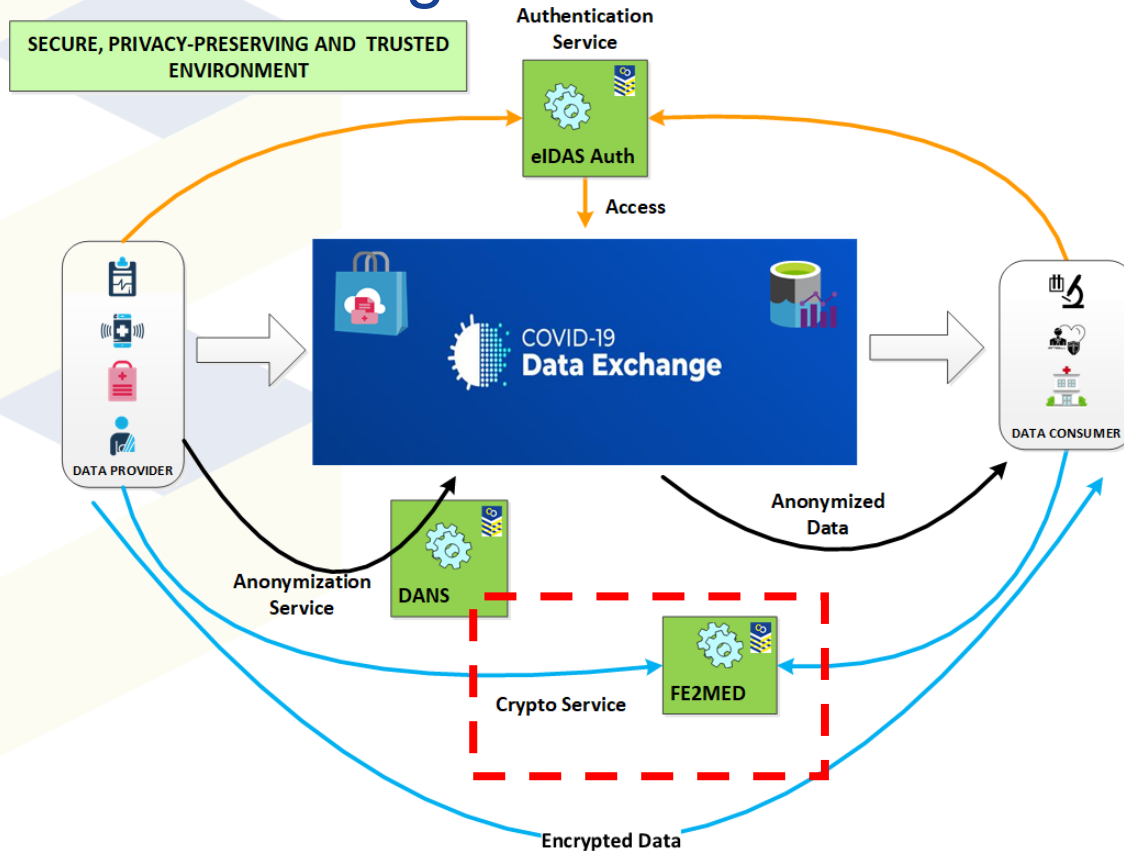 g
SECURE, PRIVACY-PRESERVING AND TRUSTED
ENVIRONMENT
Authentication
Service
eIDAS Auth
Access
COVID-19
Data Exchange
DATA PROVIDER
DATA CONSUMER
Anonymized
Data
Anonymization
Service
DANS
Crypto Service
FE2MED
Encrypted Data